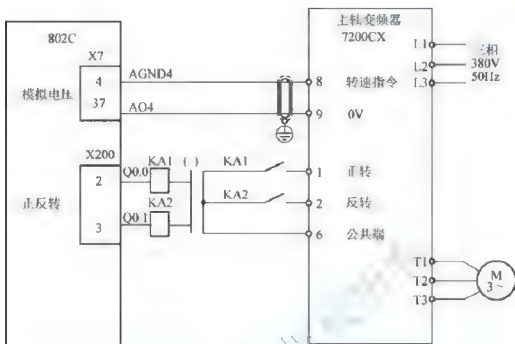 802C
X7
模拟电压
4
37
AGND4
AO4
X200
正反转
2
3
Q0.0
Q0.1
KA1
KA2
( )
KA1
KA2
主轴变频器
7200CX
8
转速指令
9
0V
1
正转
2
反转
6
公共端
L1
L2
L3
三相
380V
50Hz
T1
T2
T3
M
3~